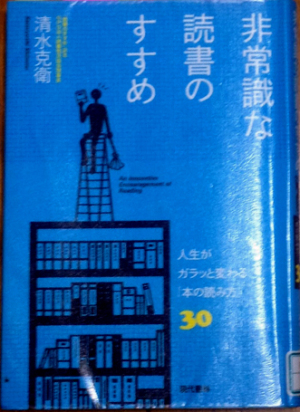 非常識な
読書の
すすめ
清水克衛
An Innovative
Encouragement of
Reading
人生が
ガラッと変わる
「本の読み方」
30
現代書林